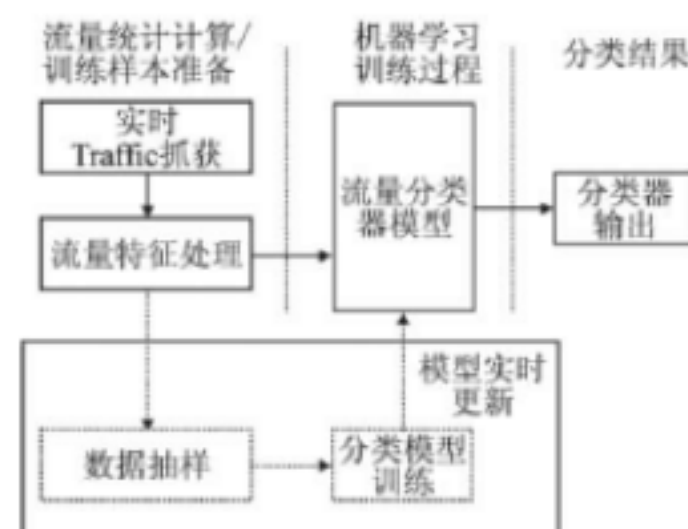 流量统计计算/
训练样本准备
机器学习
训练过程
分类结果
实时
Traffic抓获
流量分类
器模型
分类器
输出
流量特征处理
模型实时
更新
数据抽样
分类模型
训练